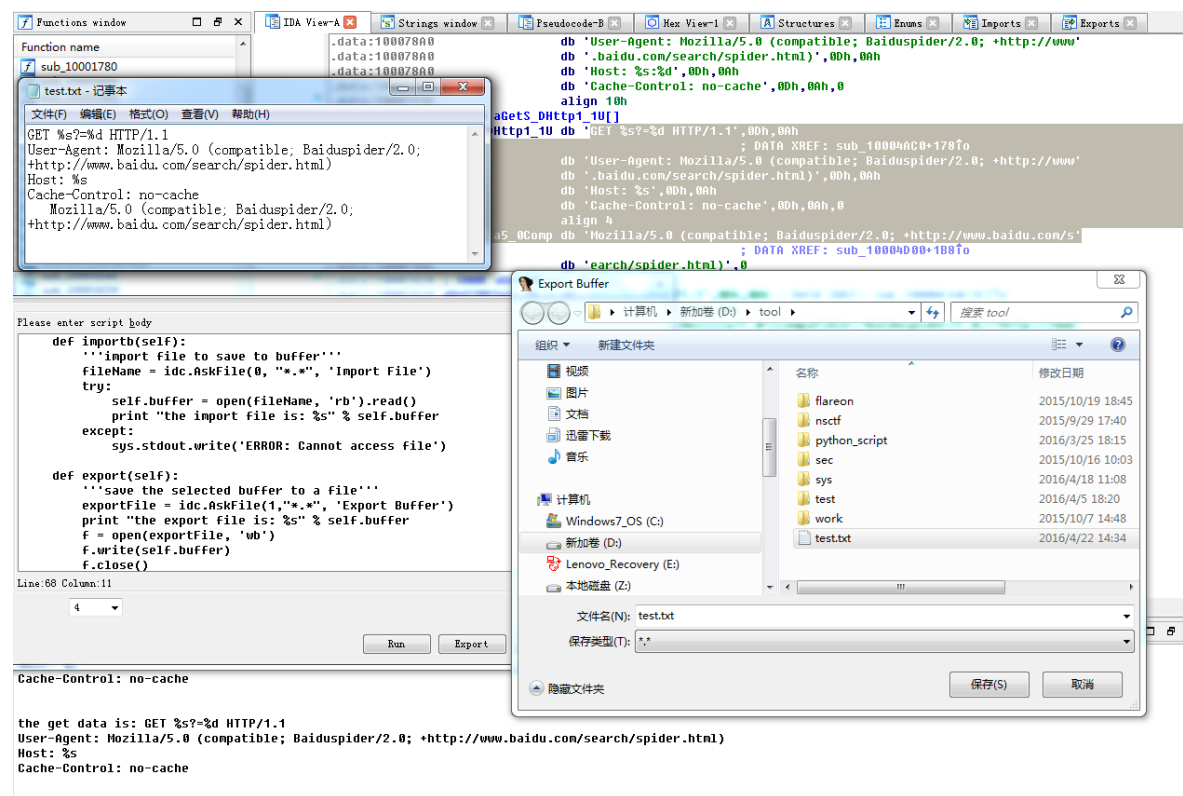 Functions window
IDA View-A
Strings window
Pseudocode-B
Hex View-1
Structures
Enums
Imports
Exports
Function name
sub_10001780
.data:100078A0 db 'User-Agent: Mozilla/5.0 (compatible; Baiduspider/2.0; +http://www'
.data:100078A0 db '.baidu.com/search/spider.html)',0Dh,0Ah
.data:100078A0 db 'Host: %s:%d',0Dh,0Ah
db 'Cache-Control: no-cache',0Dh,0Ah,0
align 10h
aGetS_DHttp1_1U[]
Http1_1U db 'GET %s?=%d HTTP/1.1',0Dh,0Ah
; DATA XREF: sub_10004AC0+178↑o
db 'User-Agent: Mozilla/5.0 (compatible; Baiduspider/2.0; +http://www'
db '.baidu.com/search/spider.html)',0Dh,0Ah
db 'Host: %s',0Dh,0Ah
db 'Cache-Control: no-cache',0Dh,0Ah,0
align 4
a5_0Comp db 'Mozilla/5.0 (compatible; Baiduspider/2.0; +http://www.baidu.com/s'
; DATA XREF: sub_10004D00+1B8↑o
db 'earch/spider.html)',0
test.txt - 记事本
文件(F) 编辑(E) 格式(O) 查看(V) 帮助(H)
GET %s?=%d HTTP/1.1
User-Agent: Mozilla/5.0 (compatible; Baiduspider/2.0;
+http://www.baidu.com/search/spider.html)
Host: %s
Cache-Control: no-cache
Mozilla/5.0 (compatible; Baiduspider/2.0;
+http://www.baidu.com/search/spider.html)
Please enter script body
def importb(self):
'''import file to save to buffer'''
fileName = idc.AskFile(0, "*.*", 'Import File')
try:
self.buffer = open(fileName, 'rb').read()
print "the import file is: %s" % self.buffer
except:
sys.stdout.write('ERROR: Cannot access file')
def export(self):
'''save the selected buffer to a file'''
exportFile = idc.AskFile(1,"*.*", 'Export Buffer')
print "the export file is: %s" % self.buffer
f = open(exportFile, 'wb')
f.write(self.buffer)
f.close()
Line:68 Column:11
4
Run
Export
Export Buffer
计算机
新加卷 (D:)
tool
搜索 tool
组织
新建文件夹
视频
图片
文档
迅雷下载
音乐
计算机
Windows7_OS (C:)
新加卷 (D:)
Lenovo_Recovery (E:)
本地磁盘 (Z:)
名称 修改日期
flareon 2015/10/19 18:45
nsctf 2015/9/29 17:40
python_script 2016/3/25 18:15
sec 2015/10/16 10:03
sys 2016/4/18 11:08
test 2016/4/5 18:20
work 2015/10/7 14:48
test.txt 2016/4/22 14:34
文件名(N): test.txt
保存类型(T): *.*
隐藏文件夹
保存(S)
取消
Cache-Control: no-cache
the get data is: GET %s?=%d HTTP/1.1
User-Agent: Mozilla/5.0 (compatible; Baiduspider/2.0; +http://www.baidu.com/search/spider.html)
Host: %s
Cache-Control: no-cache